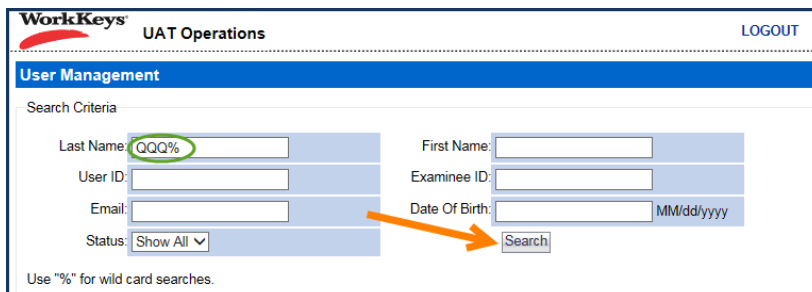 WorkKeys®
UAT Operations
LOGOUT
User Management
Search Criteria
Last Name: QQQ%
First Name:
User ID:
Examinee ID:
Email:
Date Of Birth: MM/dd/yyyy
Status: Show All
Search
Use "%" for wild card searches.